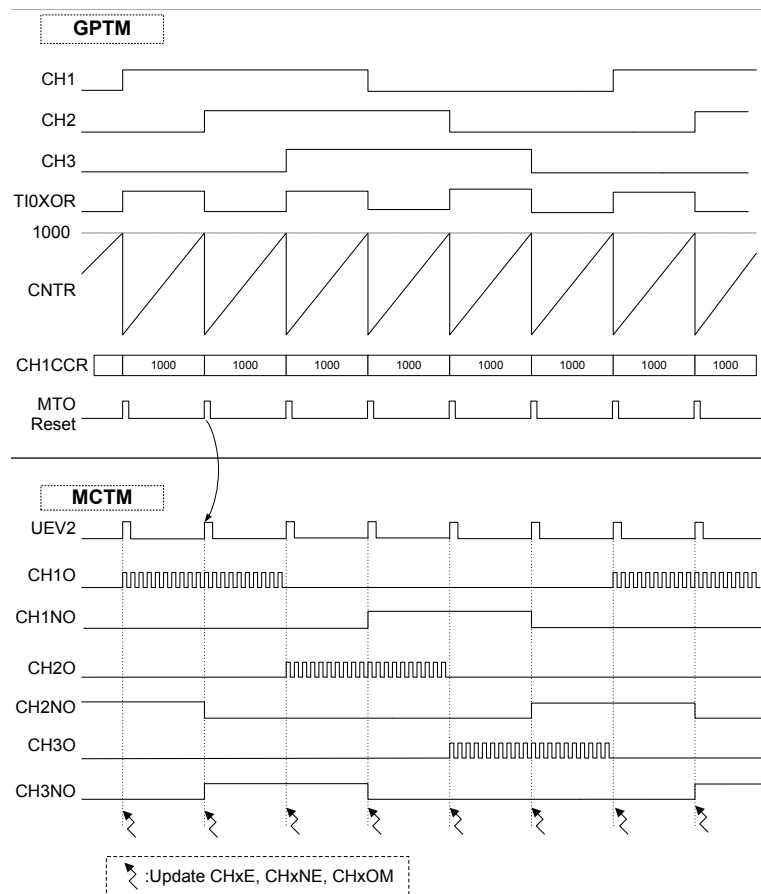 GPTM
CH1
CH2
CH3
TI0XOR
1000
CNTR
CH1CCR 1000 1000 1000 1000 1000 1000 1000 1000
MTO
Reset
MCTM
UEV2
CH1O
CH1NO
CH2O
CH2NO
CH3O
CH3NO
:Update CHxE, CHxNE, CHxOM